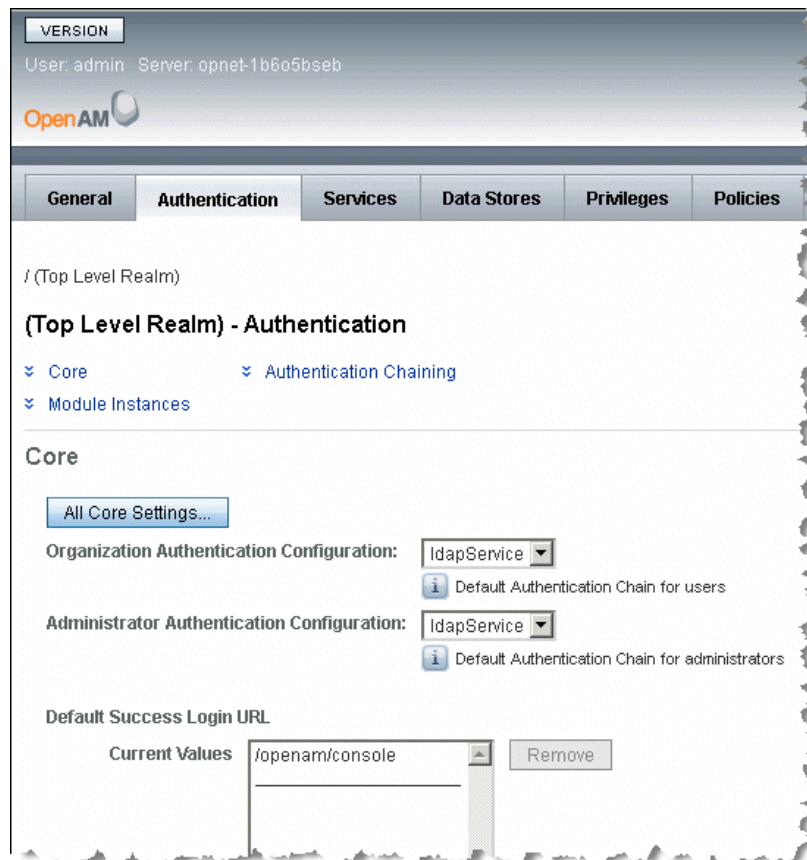 VERSION
User: admin Server: opnet-1b6o5bseb
OpenAM
General Authentication Services Data Stores Privileges Policies
/ (Top Level Realm)
(Top Level Realm) - Authentication
Core Authentication Chaining
Module Instances
Core
All Core Settings...
Organization Authentication Configuration: ldapService
i Default Authentication Chain for users
Administrator Authentication Configuration: ldapService
i Default Authentication Chain for administrators
Default Success Login URL
Current Values /openam/console Remove